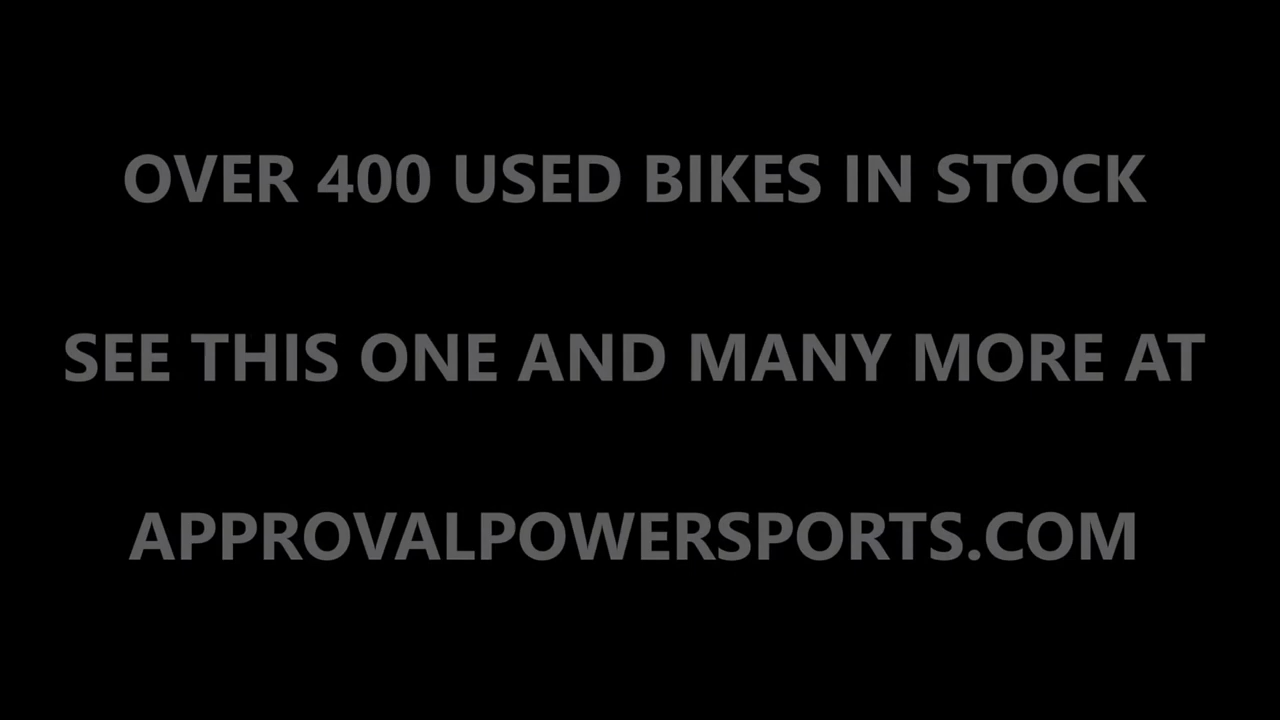 OVER 400 USED BIKES IN STOCK
SEE THIS ONE AND MANY MORE AT
APPROVALPOWERSPORTS.COM